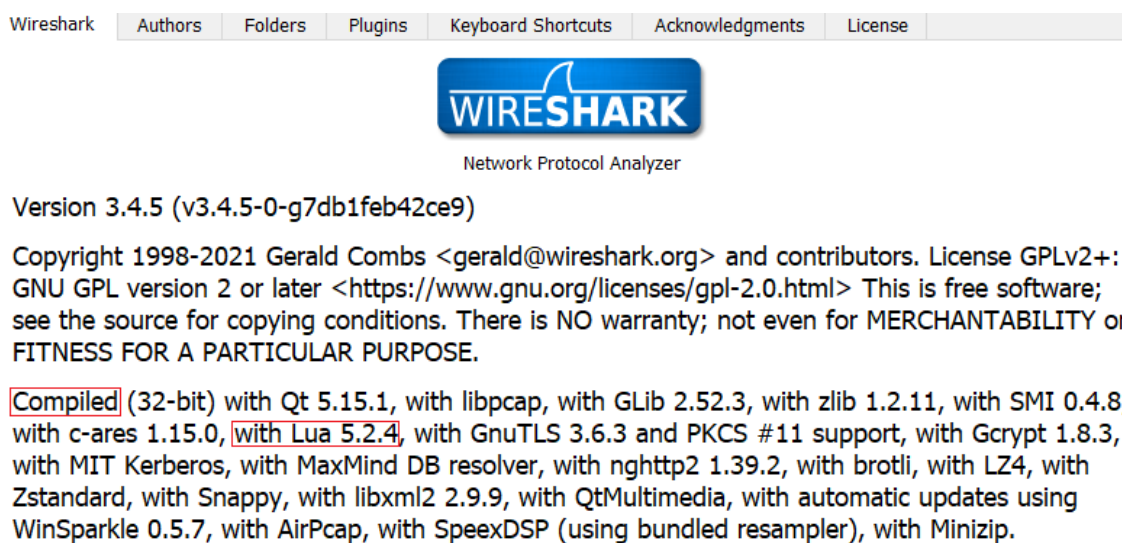 Wireshark Authors Folders Plugins Keyboard Shortcuts Acknowledgments License
WIRESHARK
Network Protocol Analyzer
Version 3.4.5 (v3.4.5-0-g7db1feb42ce9)
Copyright 1998-2021 Gerald Combs <gerald@wireshark.org> and contributors. License GPLv2+:
GNU GPL version 2 or later <https://www.gnu.org/licenses/gpl-2.0.html> This is free software;
see the source for copying conditions. There is NO warranty; not even for MERCHANTABILITY or
FITNESS FOR A PARTICULAR PURPOSE.
Compiled (32-bit) with Qt 5.15.1, with libpcap, with GLib 2.52.3, with zlib 1.2.11, with SMI 0.4.8
with c-ares 1.15.0, with Lua 5.2.4, with GnuTLS 3.6.3 and PKCS #11 support, with Gcrypt 1.8.3,
with MIT Kerberos, with MaxMind DB resolver, with nghttp2 1.39.2, with brotli, with LZ4, with
Zstandard, with Snappy, with libxml2 2.9.9, with QtMultimedia, with automatic updates using
WinSparkle 0.5.7, with AirPcap, with SpeexDSP (using bundled resampler), with Minizip.